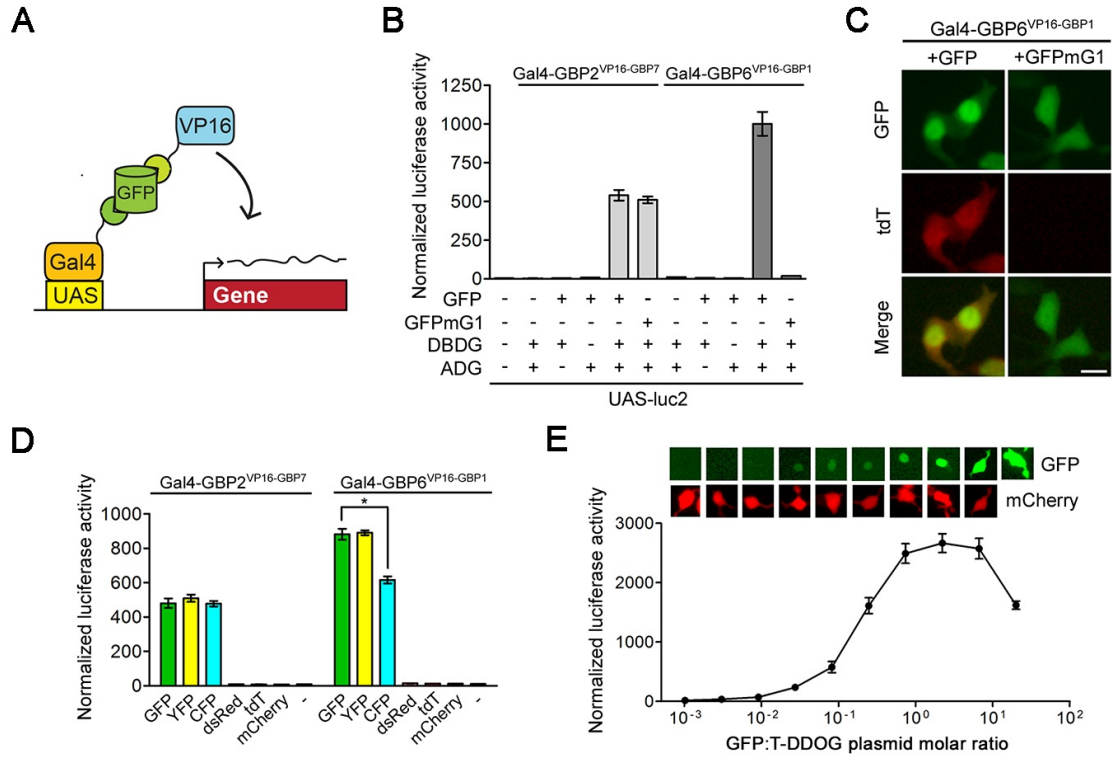 A
VP16
GFP
Gal4
UAS
Gene
B
Gal4-GBP2VP16-GBP7 Gal4-GBP6VP16-GBP1
Normalized luciferase activity
1250
1000
750
500
250
0
GFP - - + + + - - + + + -
GFPmG1 - - - - - + - - - - +
DBDG - - + - + + + + - + +
ADG - + - + + + + - + + +
UAS-luc2
C
Gal4-GBP6VP16-GBP1
+GFP +GFPmG1
GFP
tdT
Merge
D
Gal4-GBP2VP16-GBP7 Gal4-GBP6VP16-GBP1
Normalized luciferase activity
*
800
600
400
200
0
GFP YFP CFP dsRed tdT mCherry - GFP YFP CFP dsRed tdT mCherry -
E
GFP
mCherry
Normalized luciferase activity
3000
2000
1000
0
10-3 10-2 10-1 100 101 102
GFP:T-DDOG plasmid molar ratio